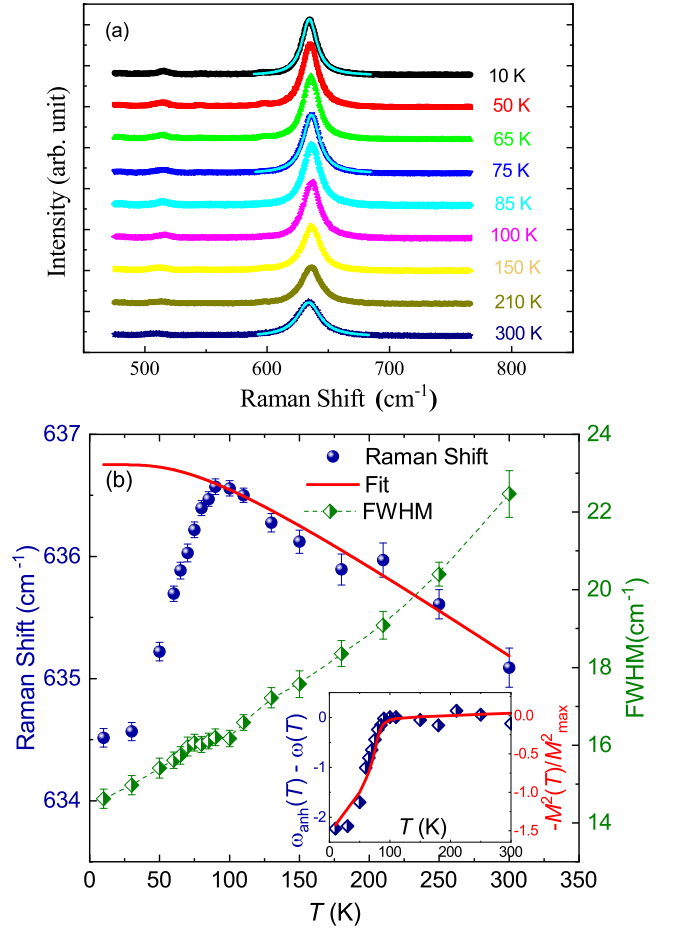 (a)
Intensity (arb. unit)
10 K
50 K
65 K
75 K
85 K
100 K
150 K
210 K
300 K
500 600 700 800
Raman Shift (cm⁻¹)
637
636
635
634
Raman Shift (cm⁻¹)
(b)
Raman Shift
Fit
FWHM
24
22
20
18
16
14
FWHM(cm⁻¹)
ω_anh(T) - ω(T)
0
-1
-2
0.0
-0.5
-1.0
-1.5
-M²(T)/M²_max
T (K)
0 100 200 300
0 50 100 150 200 250 300 350
T (K)